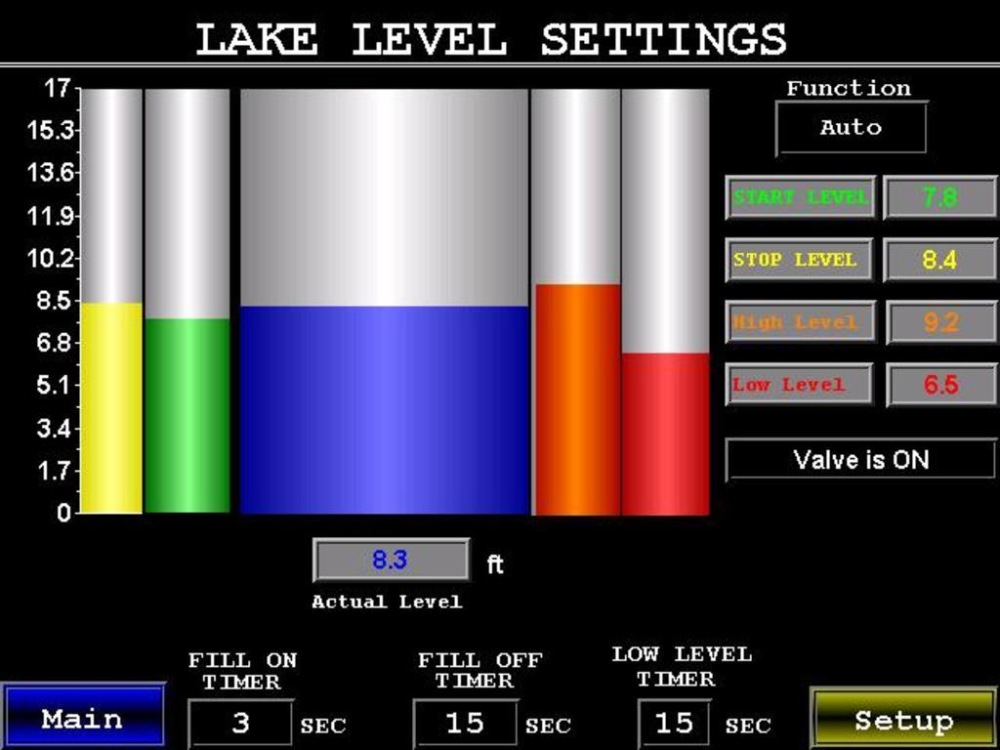 LAKE LEVEL SETTINGS
17
15.3
13.6
11.9
10.2
8.5
6.8
5.1
3.4
1.7
0
Function
Auto
START LEVEL 7.8
STOP LEVEL 8.4
High Level 9.2
Low Level 6.5
Valve is ON
8.3 ft
Actual Level
FILL ON
TIMER
3 SEC
FILL OFF
TIMER
15 SEC
LOW LEVEL
TIMER
15 SEC
Main
Setup